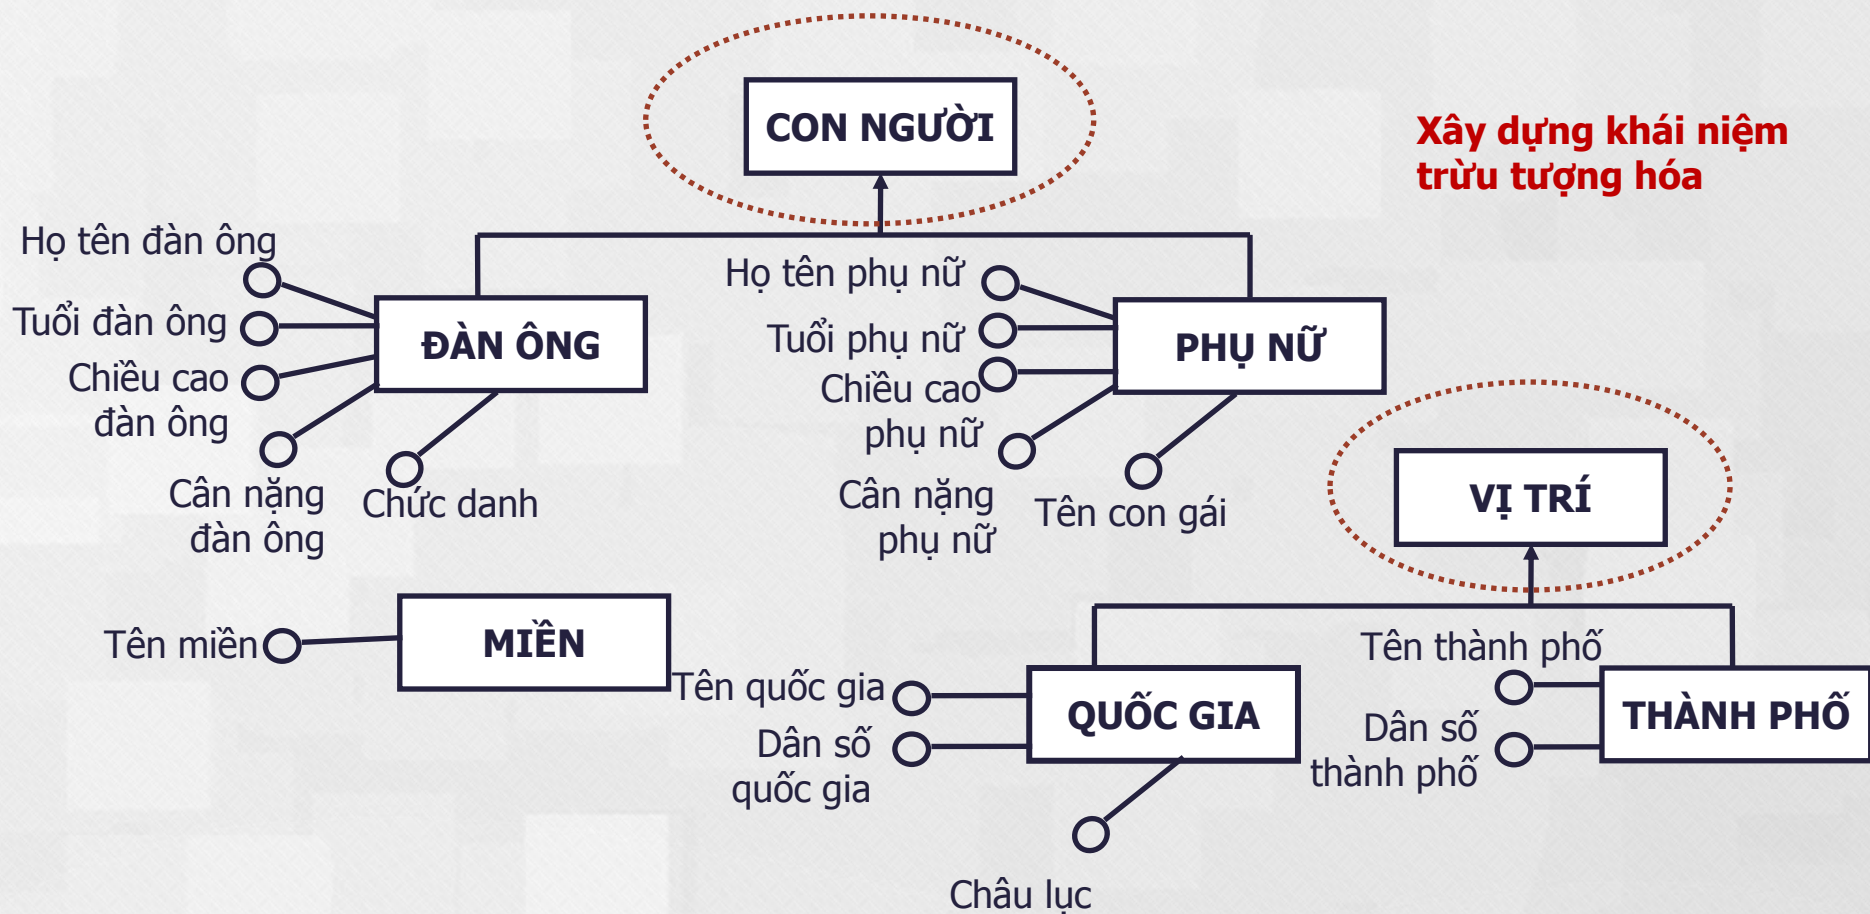 CON NGƯỜI
Xây dựng khái niệm
trừu tượng hóa
Họ tên đàn ông
Tuổi đàn ông
Chiều cao
đàn ông
Cân nặng
đàn ông
Chức danh
ĐÀN ÔNG
Họ tên phụ nữ
Tuổi phụ nữ
Chiều cao
phụ nữ
Cân nặng
phụ nữ
Tên con gái
PHỤ NỮ
VỊ TRÍ
Tên miền
MIỀN
Tên quốc gia
Dân số
quốc gia
Châu lục
QUỐC GIA
Tên thành phố
Dân số
thành phố
THÀNH PHỐ